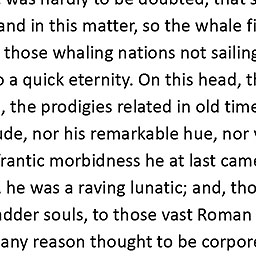 was hardly to be doubted, that s
and in this matter, so the whale fi
those whaling nations not sailing
a quick eternity. On this head, t
, the prodigies related in old time
ude, nor his remarkable hue, nor
frantic morbidness he at last came
he was a raving lunatic; and, tho
adder souls, to those vast Roman
any reason thought to be corpore